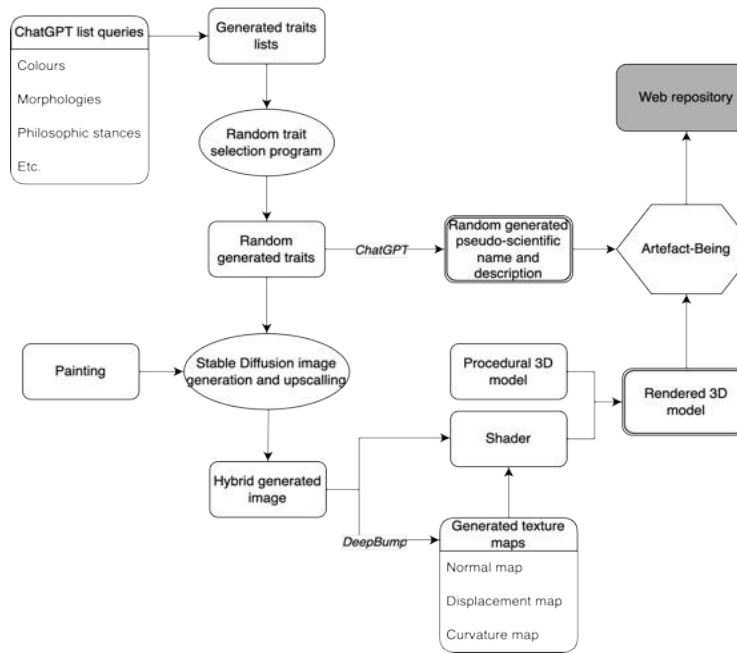 ChatGPT list queries
Colours
Morphologies
Philosophic stances
Etc.
Generated traits
lists
Random trait
selection program
Random
generated traits
ChatGPT
Random generated
pseudo-scientific
name and
description
Web repository
Artefact-Being
Painting
Stable Diffusion image
generation and upscalling
Procedural 3D
model
Rendered 3D
model
Shader
Hybrid generated
image
DeepBump
Generated texture
maps
Normal map
Displacement map
Curvature map